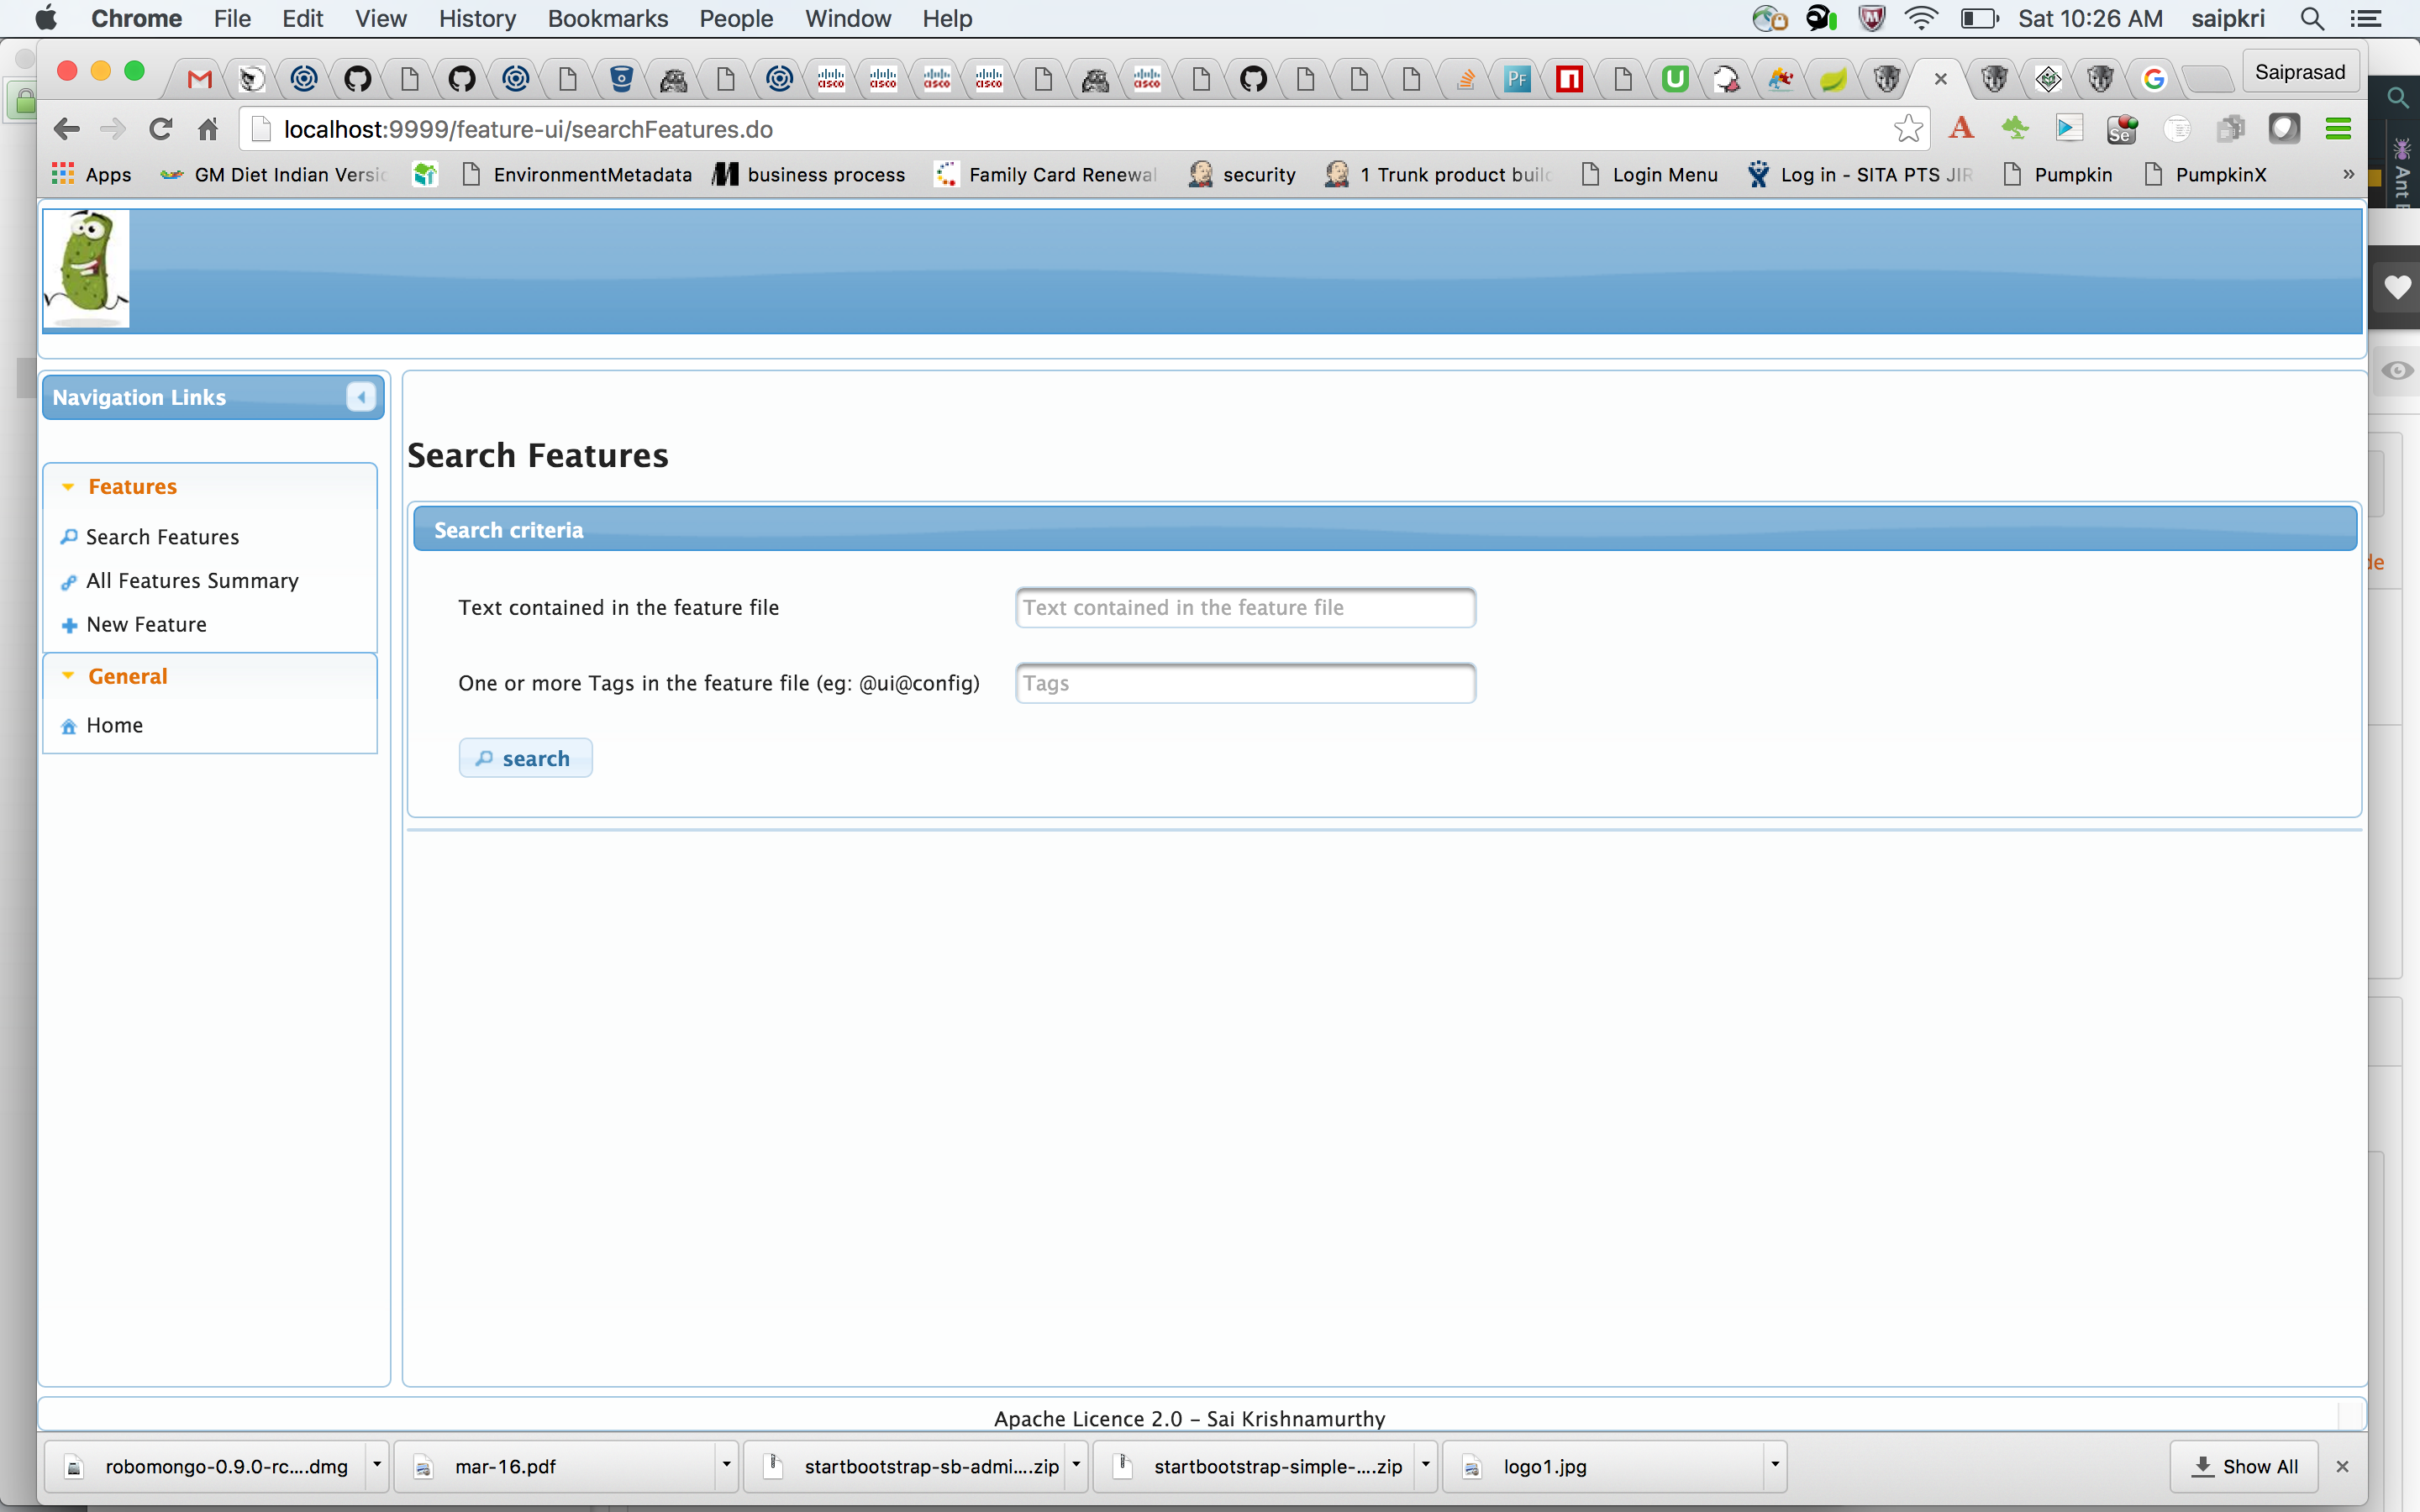 Chrome File Edit View History Bookmarks People Window Help Sat 10:26 AM saipkri
Saiprasad
localhost:9999/feature-ui/searchFeatures.do
Apps GM Diet Indian Versi EnvironmentMetadata business process Family Card Renewal security 1 Trunk product build Login Menu Log in - SITA PTS JIR Pumpkin PumpkinX »
Ant
Navigation Links
Features
Search Features
All Features Summary
New Feature
General
Home
Search Features
Search criteria
Text contained in the feature file Text contained in the feature file
One or more Tags in the feature file (eg: @ui@config) Tags
search
de
Apache Licence 2.0 – Sai Krishnamurthy
robomongo-0.9.0-rc....dmg mar-16.pdf startbootstrap-sb-admi....zip startbootstrap-simple-....zip logo1.jpg Show All